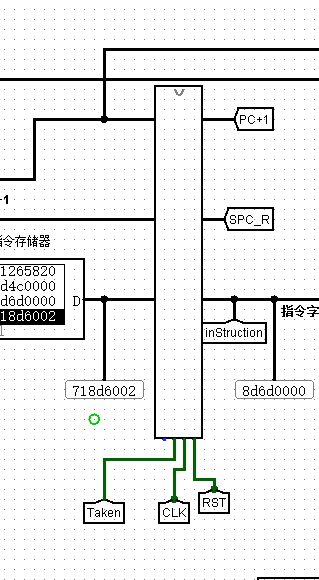 PC+1
-1
SPC_R
指令存储器
1265820
d4c0000
d6d0000
18d6002
D
指令字
inStruction
718d6002
8d6d0000
Taken
CLK
RST